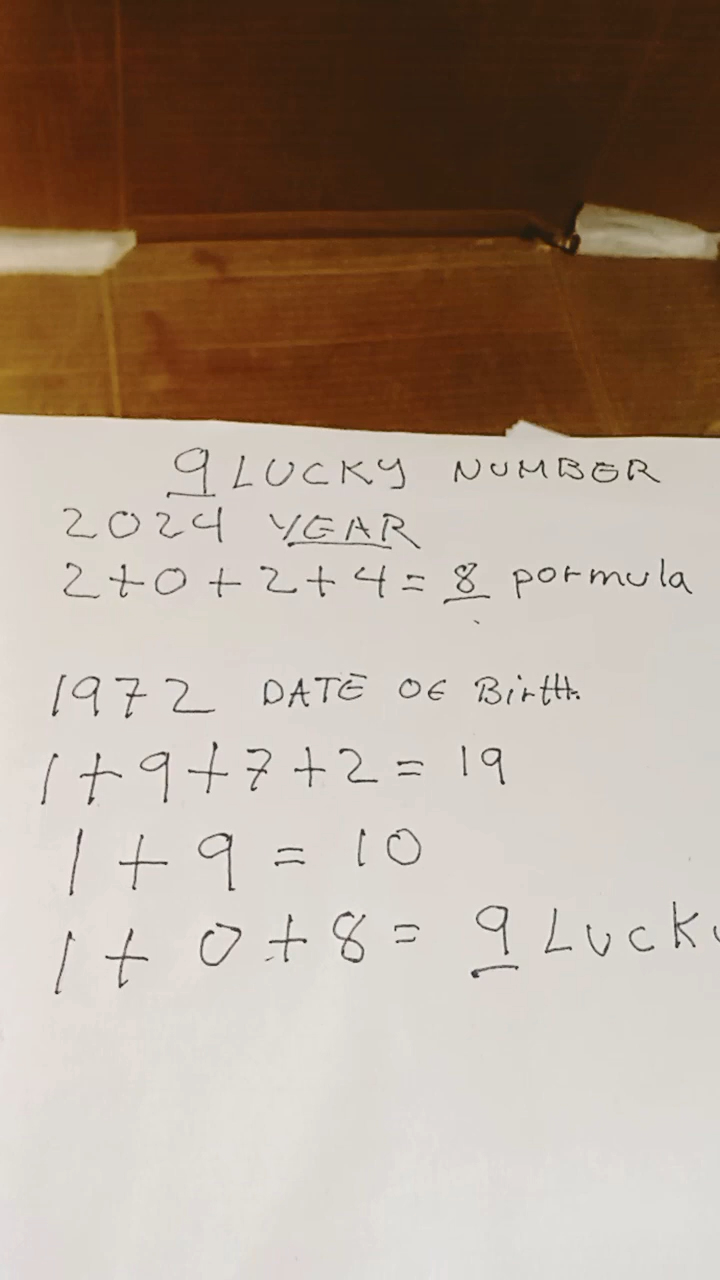 9 LUCKY NUMBER
2024 YEAR
2+0+2+4= 8 pormula
1972 DATE OF Birth
1+9+7+2= 19
1+9= 10
1+0+8= 9 Lucky